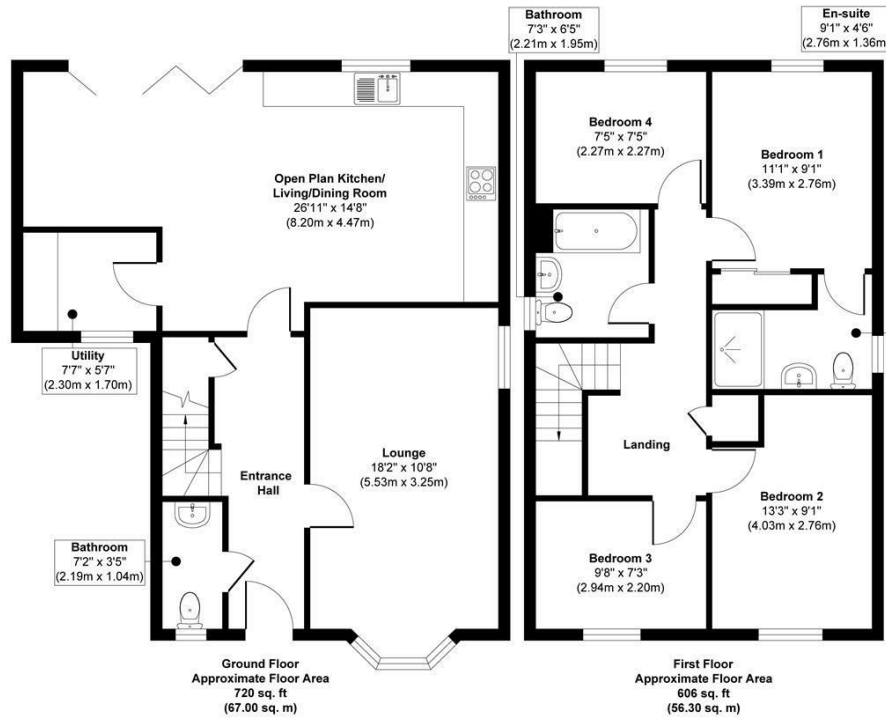 Bathroom
7'3" x 6'5"
(2.21m x 1.95m)
En-suite
9'1" x 4'6"
(2.76m x 1.36m
Open Plan Kitchen/
Living/Dining Room
26'11" x 14'8"
(8.20m x 4.47m)
Bedroom 4
7'5" x 7'5"
(2.27m x 2.27m)
Bedroom 1
11'1" x 9'1"
(3.39m x 2.76m)
Utility
7'7" x 5'7"
(2.30m x 1.70m)
Lounge
18'2" x 10'8"
(5.53m x 3.25m)
Entrance
Hall
Landing
Bathroom
7'2" x 3'5"
(2.19m x 1.04m)
Bedroom 2
13'3" x 9'1"
(4.03m x 2.76m)
Bedroom 3
9'8" x 7'3"
(2.94m x 2.20m)
Ground Floor
Approximate Floor Area
720 sq. ft
(67.00 sq. m)
First Floor
Approximate Floor Area
606 sq. ft
(56.30 sq. m)